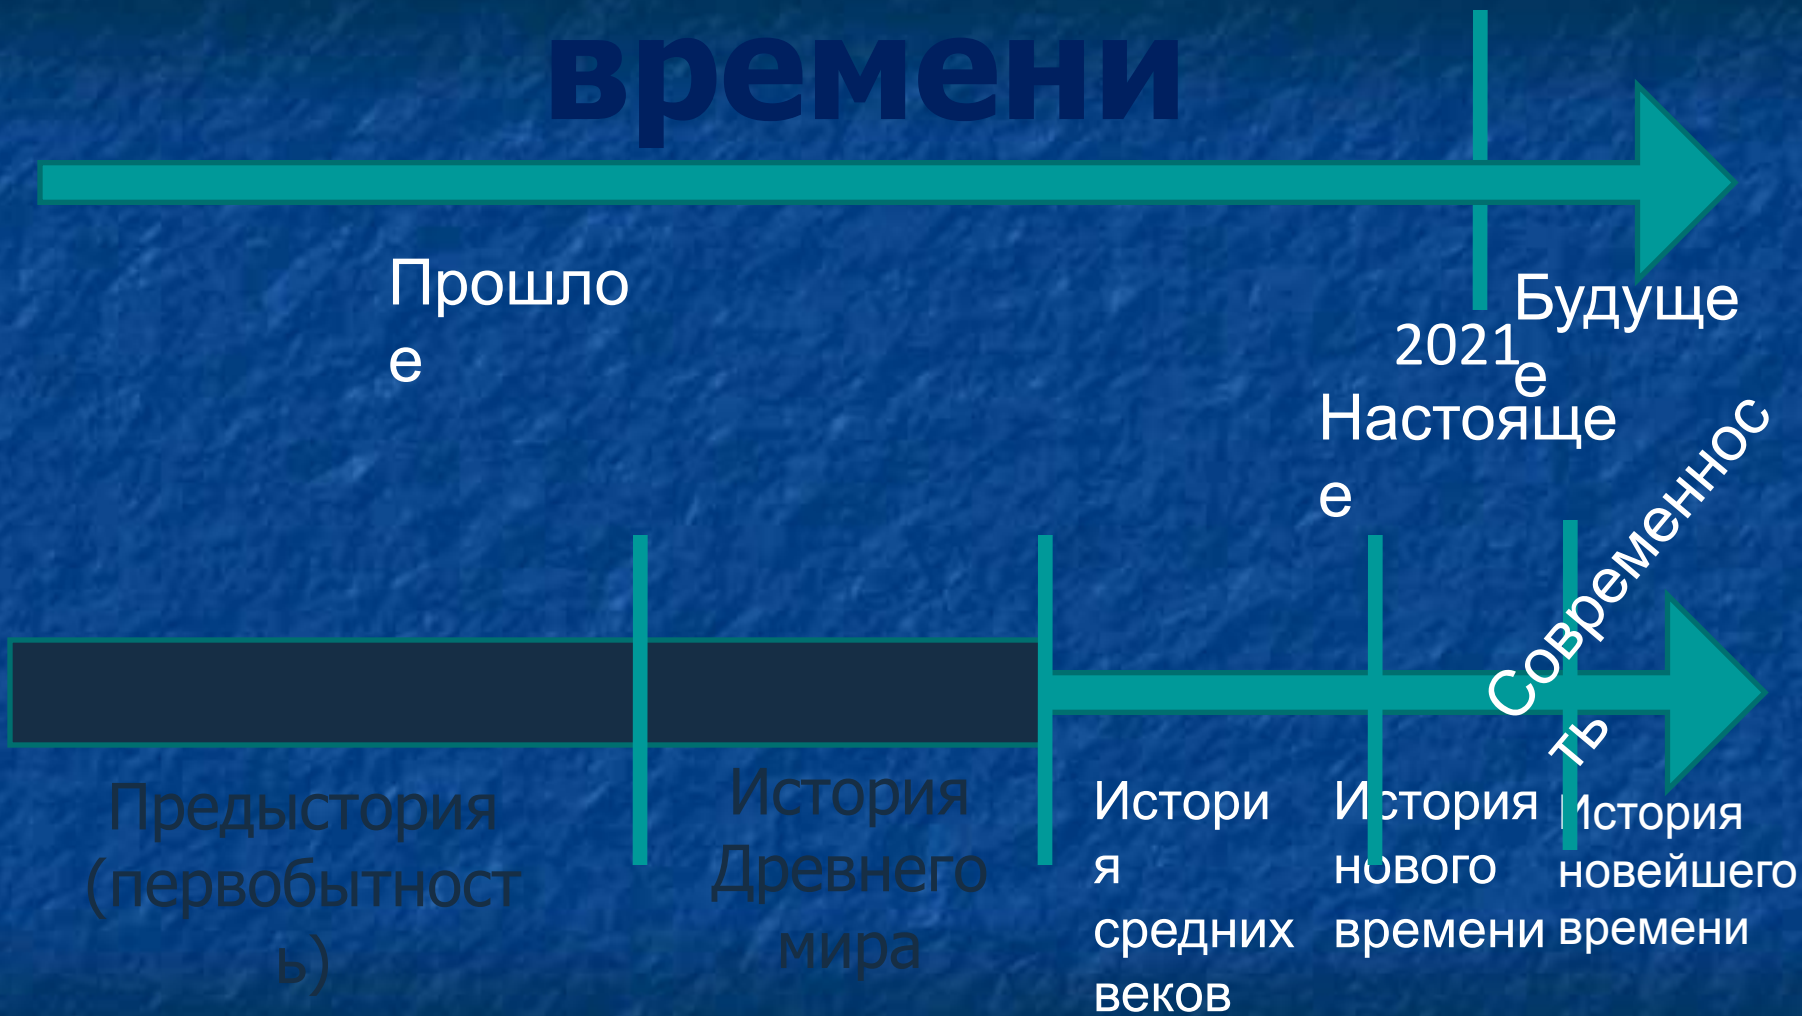 времени
Прошло
е
Будуще
е
2021
Настояще
е
Современнос
ть
Предыстория
(первобытност
ь)
История
Древнего
мира
Истори
я
средних
веков
История
нового
времени
История
новейшего
времени